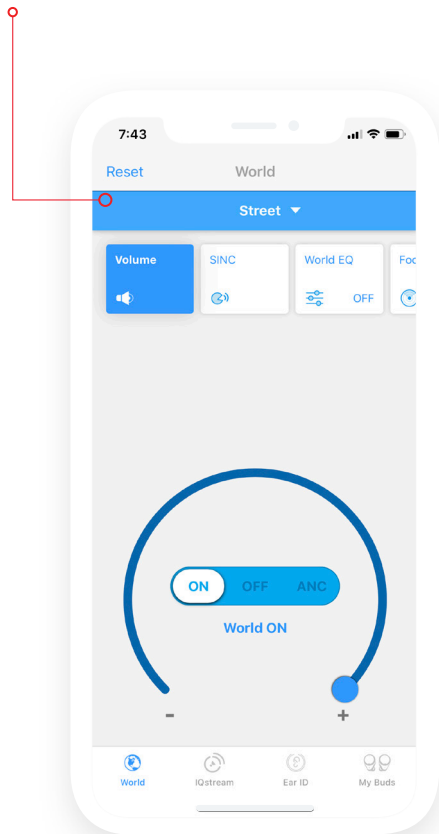 7:43
Reset World
Street
Volume SINC World EQ Foc
OFF
ON OFF ANC
World ON
- +
World IQstream Ear ID My Buds